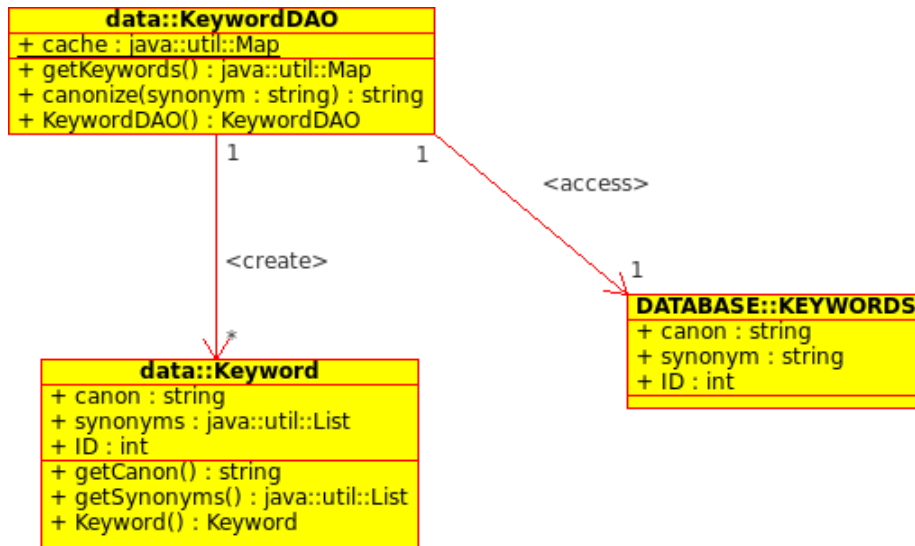 data::KeywordDAO
+ cache : java::util::Map
+ getKeywords() : java::util::Map
+ canonize(synonym : string) : string
+ KeywordDAO() : KeywordDAO
1
1
<access>
<create>
1
*
DATABASE::KEYWORDS
+ canon : string
+ synonym : string
+ ID : int
data::Keyword
+ canon : string
+ synonyms : java::util::List
+ ID : int
+ getCanon() : string
+ getSynonyms() : java::util::List
+ Keyword() : Keyword